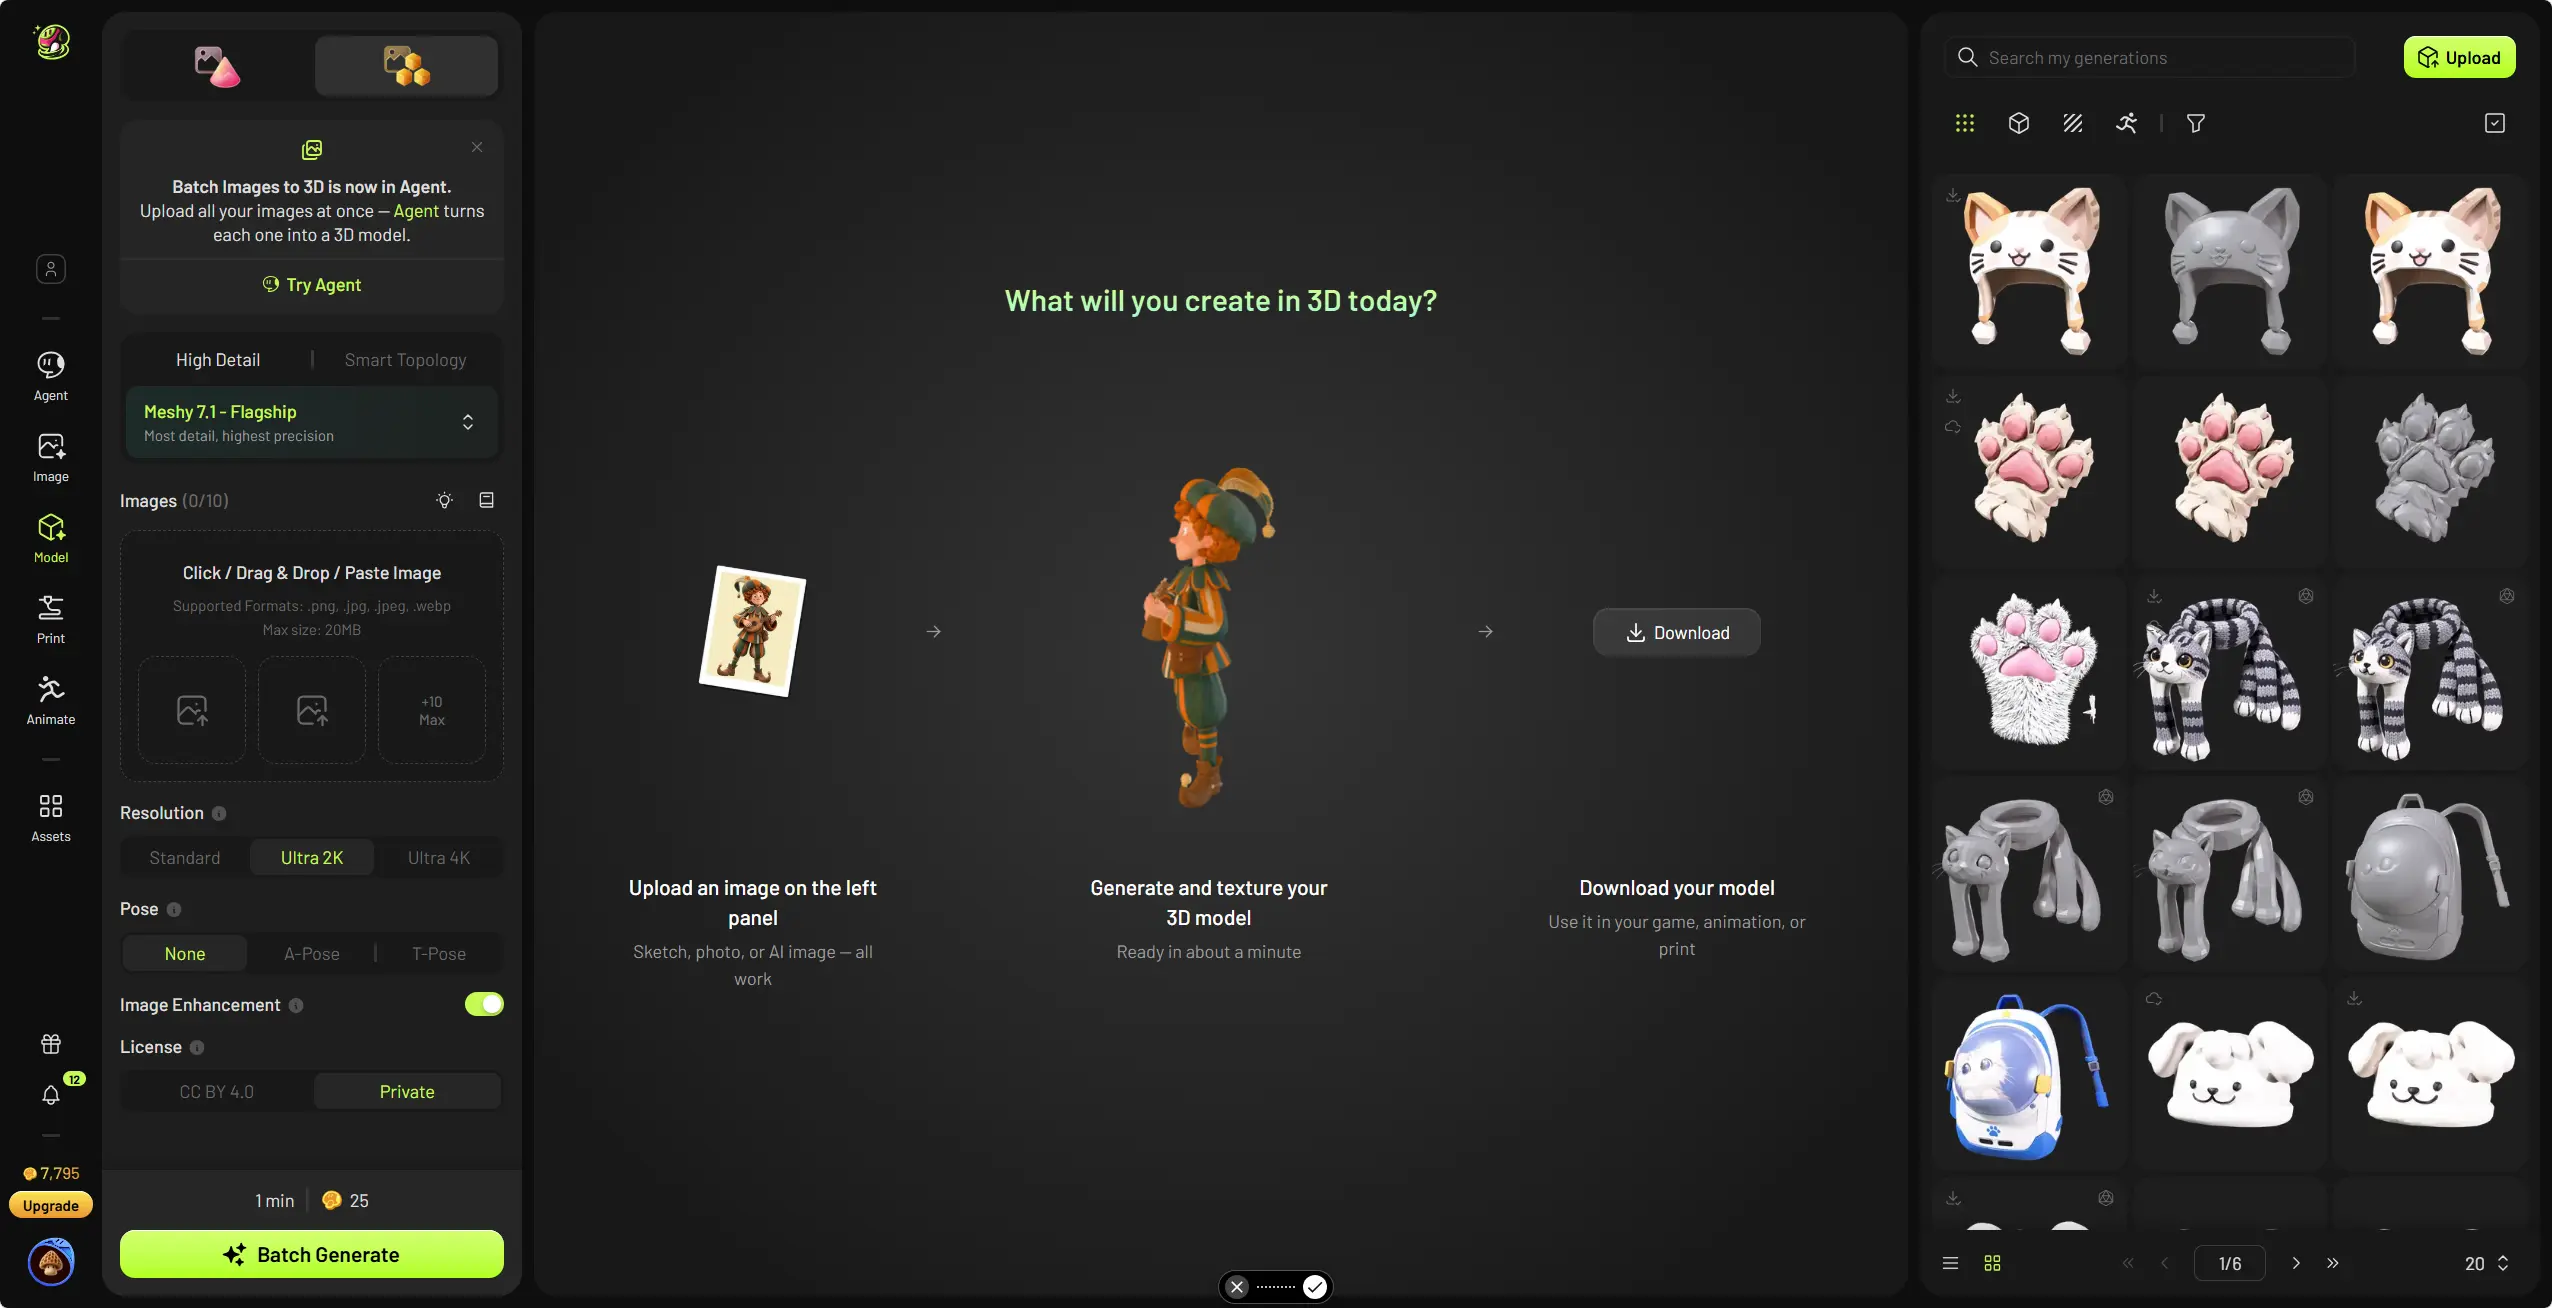 Agent
Image
Model
Print
Animate
Assets
12
7,795
Upgrade
Batch Images to 3D is now in Agent.
Upload all your images at once — Agent turns
each one into a 3D model.
Try Agent
High Detail
Smart Topology
Meshy 7.1 - Flagship
Most detail, highest precision
Images (0/10)
Click / Drag & Drop / Paste Image
Supported Formats: .png, .jpg, .jpeg, .webp
Max size: 20MB
+10
Max
Resolution
Standard
Ultra 2K
Ultra 4K
Pose
None
A-Pose
T-Pose
Image Enhancement
License
CC BY 4.0
Private
1 min
25
Batch Generate
What will you create in 3D today?
Upload an image on the left
panel
Sketch, photo, or AI image — all
work
Generate and texture your
3D model
Ready in about a minute
Download
Download your model
Use it in your game, animation, or
print
Search my generations
Upload
1/6
20